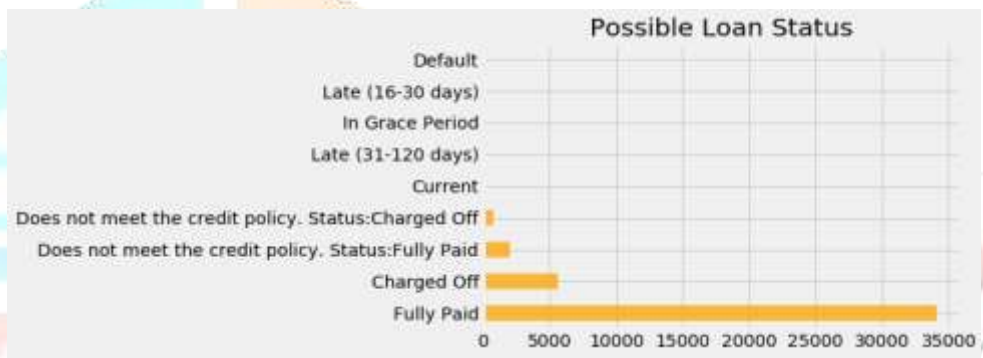 Possible Loan Status
Default
Late (16-30 days)
In Grace Period
Late (31-120 days)
Current
Does not meet the credit policy. Status:Charged Off
Does not meet the credit policy. Status:Fully Paid
Charged Off
Fully Paid
0 5000 10000 15000 20000 25000 30000 35000